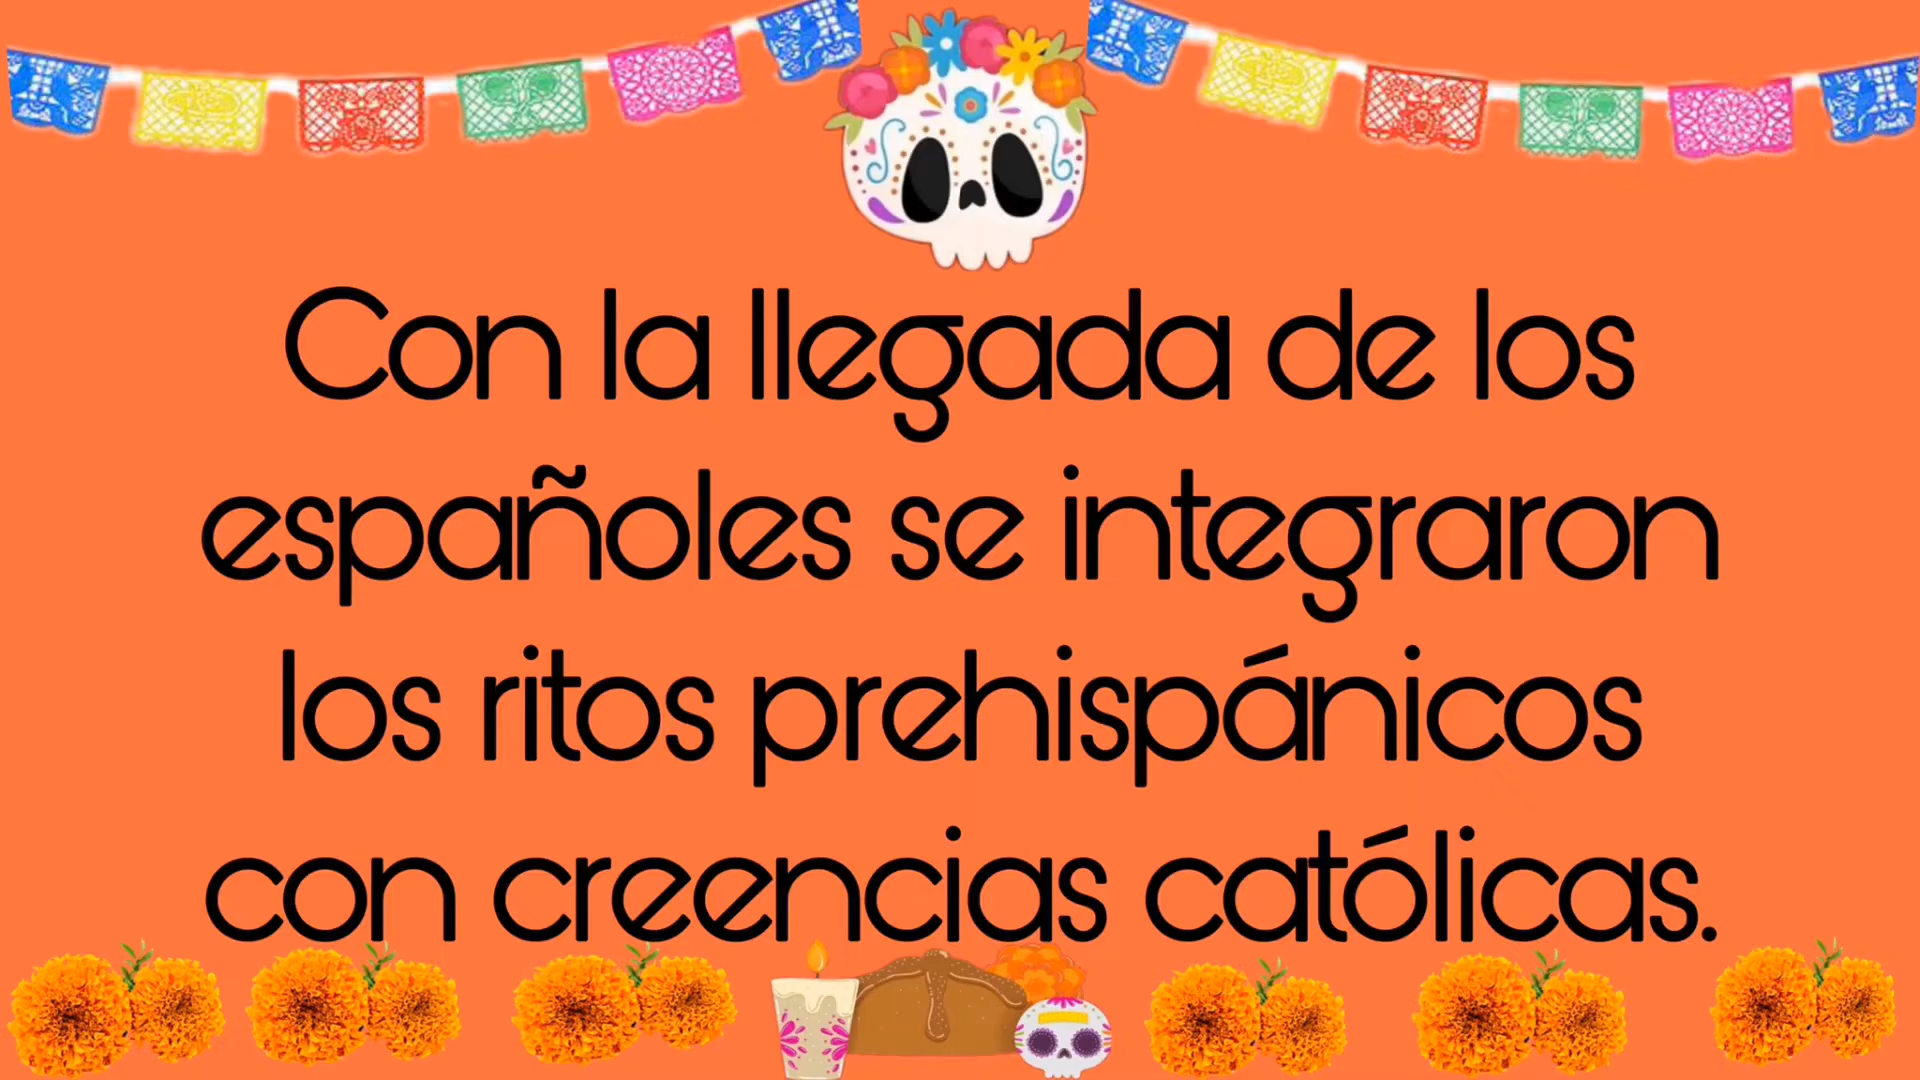 Con la llegada de los
españoles se integraron
los ritos prehispánicos
con creencias católicas.